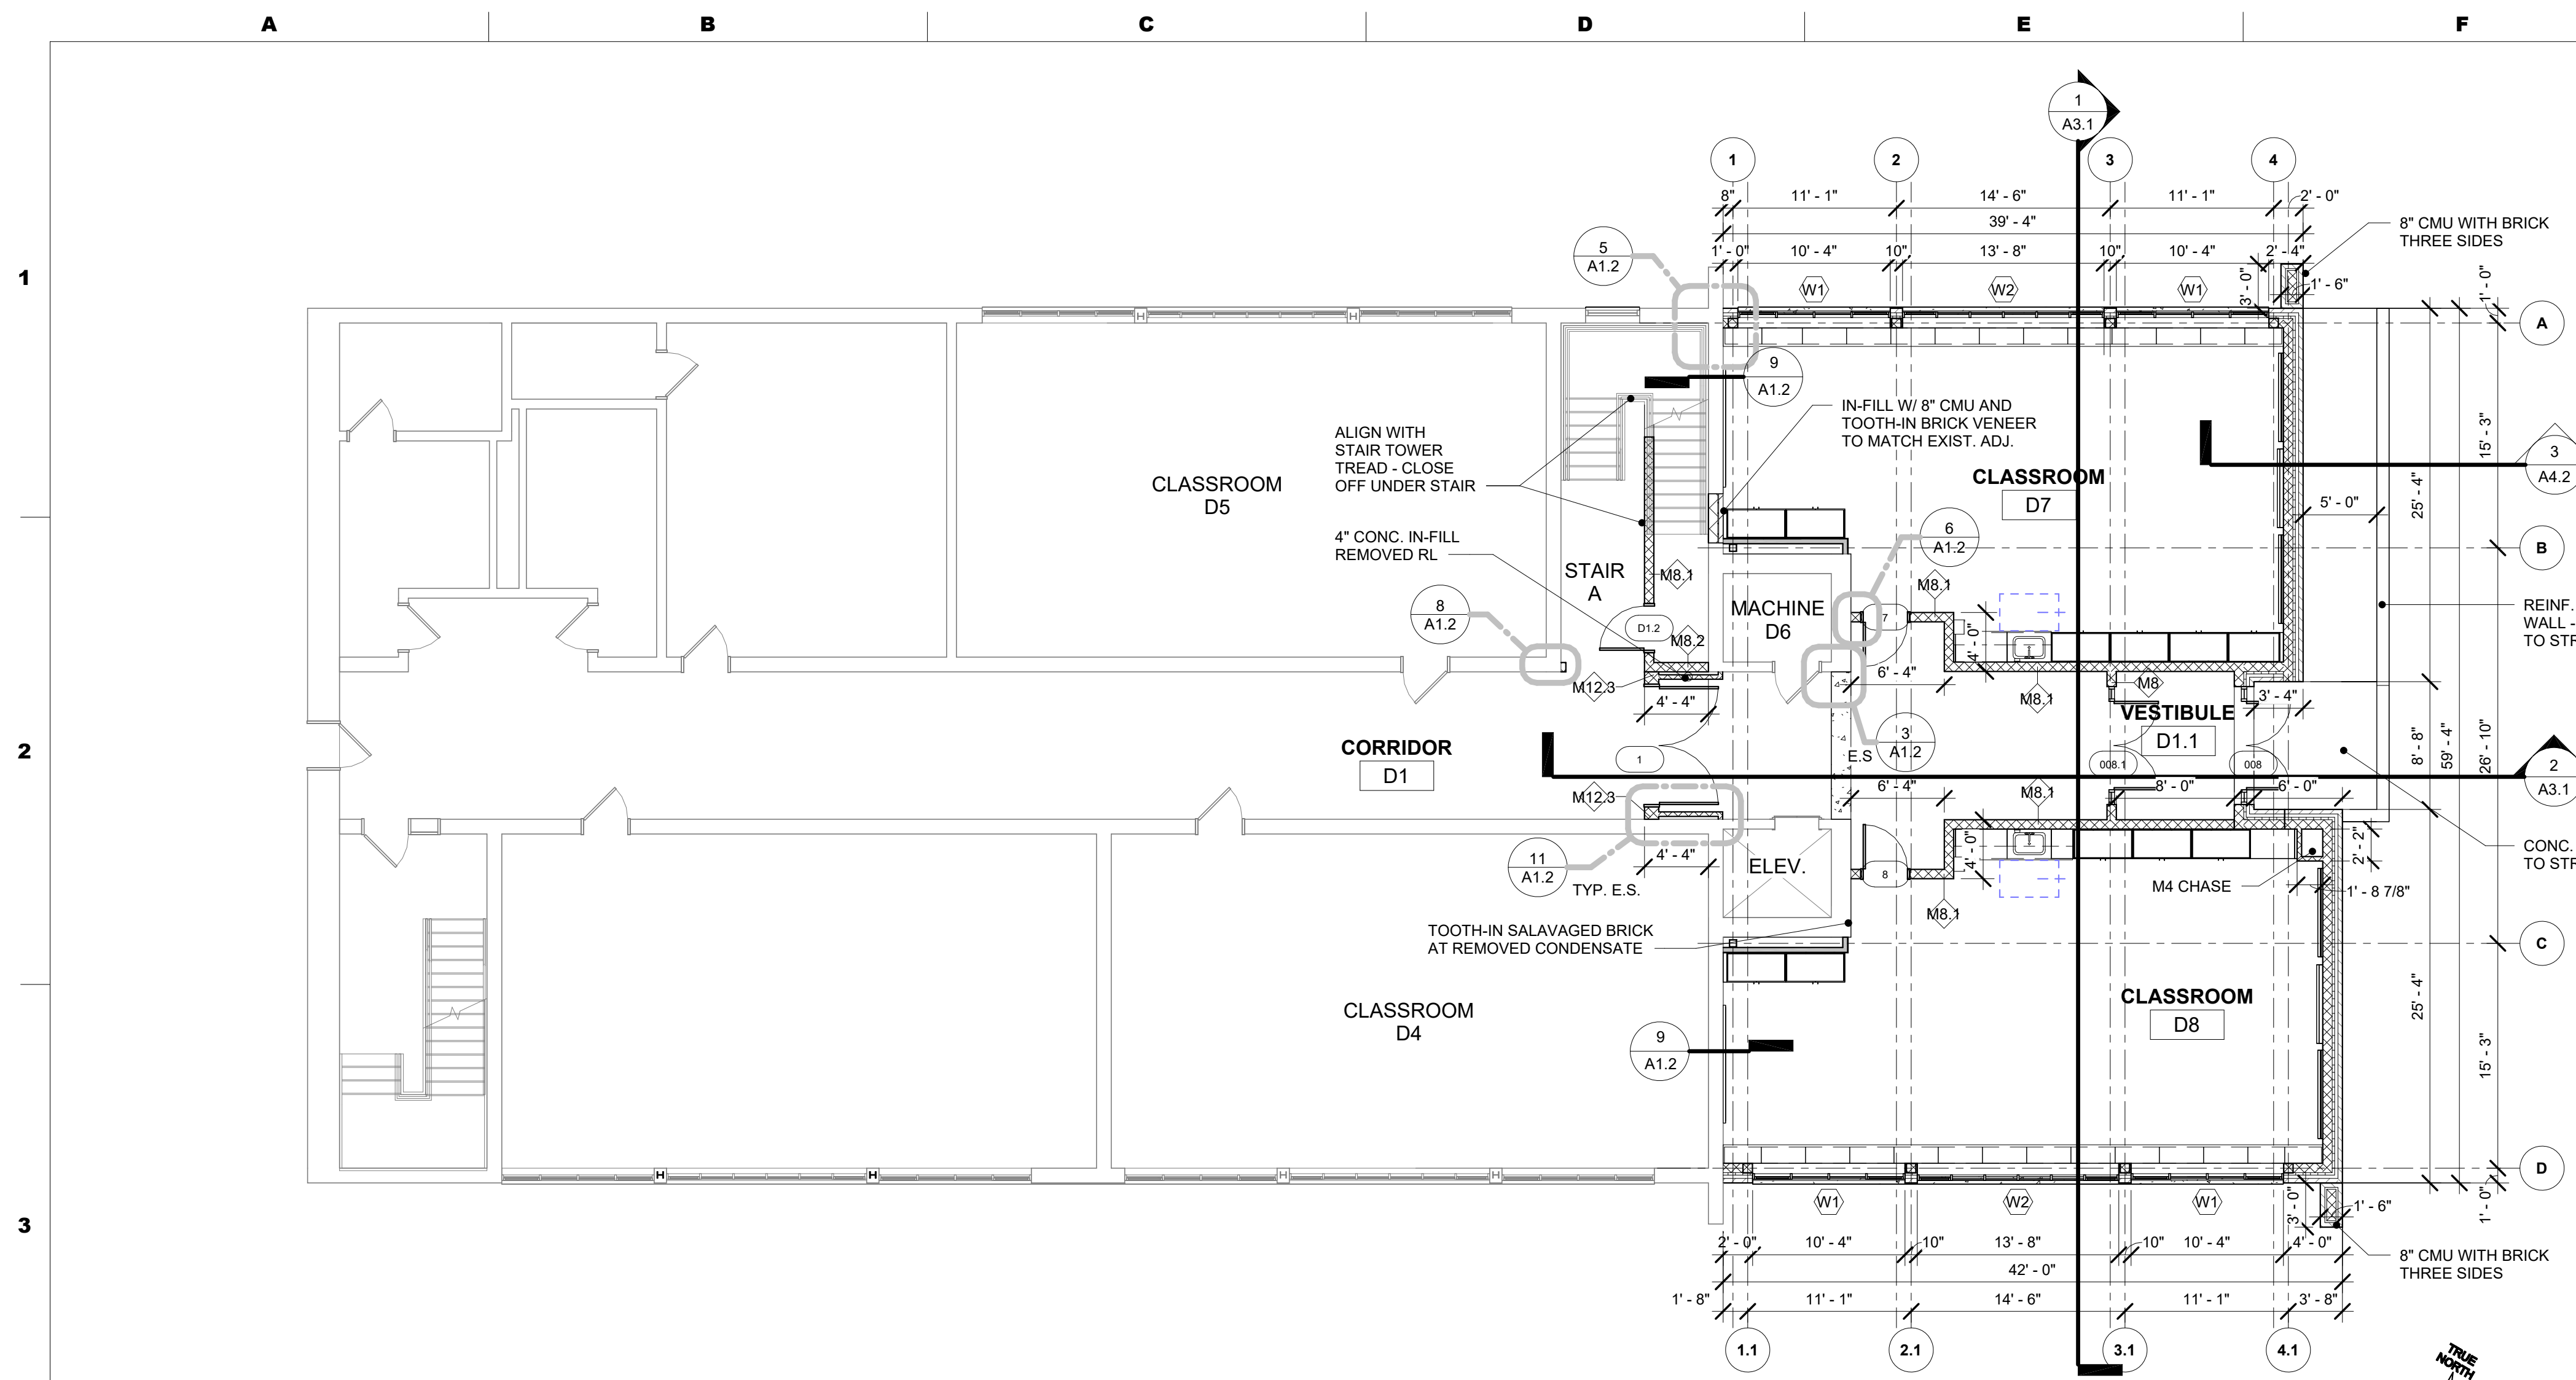 A
B
C
D
E
F
1
A3.1
1
2
3
4
8"
11' - 1"
14' - 6"
11' - 1"
2' - 0"
39' - 4"
1' - 0"
10' - 4"
10"
13' - 8"
10"
10' - 4"
2' - 4"
8" CMU WITH BRICK
THREE SIDES
5
A1.2
1
W1
W2
W1
3' - 0"
1' - 6"
1' - 0"
A
9
A1.2
IN-FILL W/ 8" CMU AND
TOOTH-IN BRICK VENEER
TO MATCH EXIST. ADJ.
ALIGN WITH
STAIR TOWER
TREAD - CLOSE
OFF UNDER STAIR
15' - 3"
3
A4.2
CLASSROOM
D5
CLASSROOM
D7
25' - 4"
5' - 0"
4" CONC. IN-FILL
REMOVED RL
6
A1.2
B
STAIR
A
M8.1
M8.1
8
A1.2
MACHINE
D6
7
REINF.
WALL -
TO STR
D1.2
M8.2
4' - 0"
M12.3
6' - 4"
M8.1
M8
3' - 4"
4' - 4"
VESTIBULE
D1.1
2
CORRIDOR
D1
3
A1.2
E.S
1
008.1
008
8' - 8"
59' - 4"
26' - 10"
2
A3.1
M12.3
6' - 4"
M8.1
8' - 0"
6' - 0"
11
A1.2
4' - 4"
TYP. E.S.
ELEV.
8
4' - 0"
2' - 2"
CONC.
TO STR
M4 CHASE
1' - 8 7/8"
M8.1
TOOTH-IN SALAVAGED BRICK
AT REMOVED CONDENSATE
C
CLASSROOM
D4
CLASSROOM
D8
25' - 4"
9
A1.2
15' - 3"
H
H
H
H
H
H
D
3
W1
W2
W1
3' - 0"
1' - 6"
1' - 0"
2' - 0"
10' - 4"
10"
13' - 8"
10"
10' - 4"
4' - 0"
8" CMU WITH BRICK
THREE SIDES
42' - 0"
1' - 8"
11' - 1"
14' - 6"
11' - 1"
3' - 8"
1.1
2.1
3.1
4.1
TRUE
NORTH